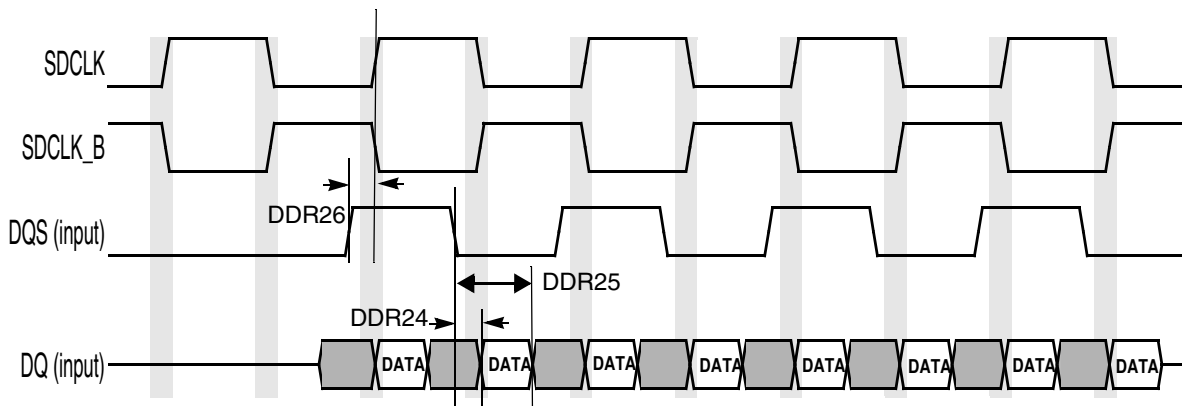 SDCLK
SDCLK_B
DDR26
DQS (input)
DDR25
DDR24
DQ (input)
DATA DATA DATA DATA DATA DATA DATA DATA